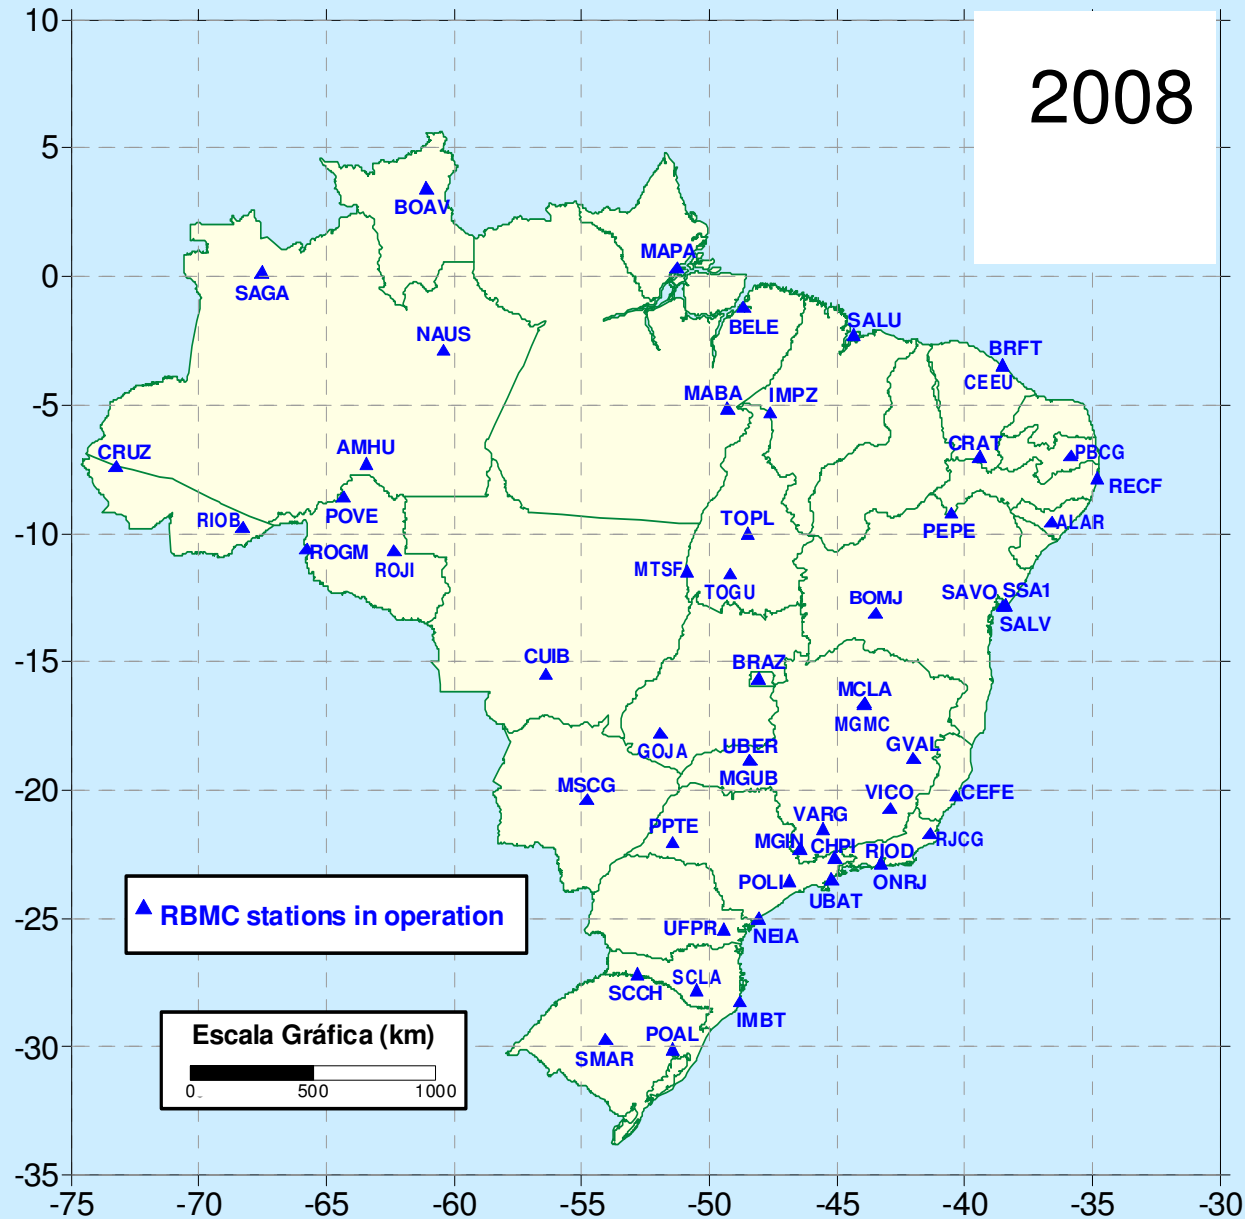 10
2008
5
BOAV
MAPA
0
SAGA
BELE
SALU
NAUS
BRFT
CEEU
MABA
IMPZ
-5
CRUZ
AMHU
CRAT
PBCG
RECF
RIOB
POVE
TOPL
PEPE
ALAR
-10
ROGM
ROJI
MTSF
TOGU
BOMJ
SAVO
SSA1
SALV
-15
CUIB
BRAZ
MCLA
MGMC
GOJA
UBER
GVAL
MGUB
-20
MSCG
VICO
CEFE
PPTE
VARG
MGIN
CHPI
RIOD
RJCG
POLI
UBAT
ONRJ
RBMC stations in operation
-25
UFPR
NEIA
SCCH
SCLA
IMBT
Escala Gráfica (km)
0
500
1000
-30
SMAR
POAL
-35
-75 -70 -65 -60 -55 -50 -45 -40 -35 -30